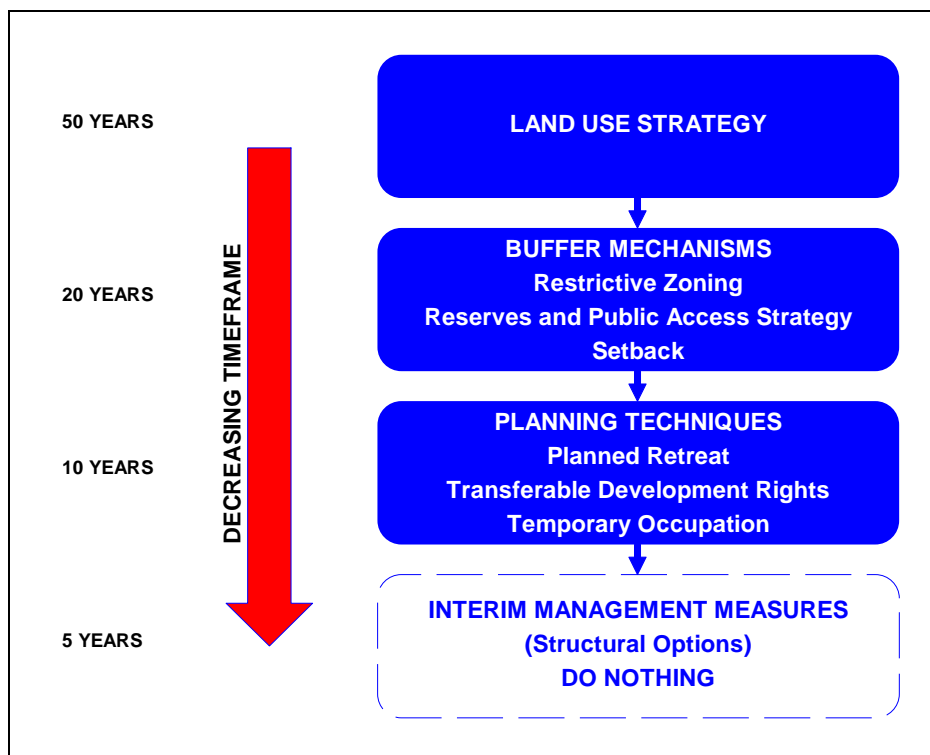 50 YEARS
LAND USE STRATEGY
20 YEARS
BUFFER MECHANISMS
Restrictive Zoning
Reserves and Public Access Strategy
Setback
DECREASING TIMEFRAME
10 YEARS
PLANNING TECHNIQUES
Planned Retreat
Transferable Development Rights
Temporary Occupation
5 YEARS
INTERIM MANAGEMENT MEASURES
(Structural Options)
DO NOTHING